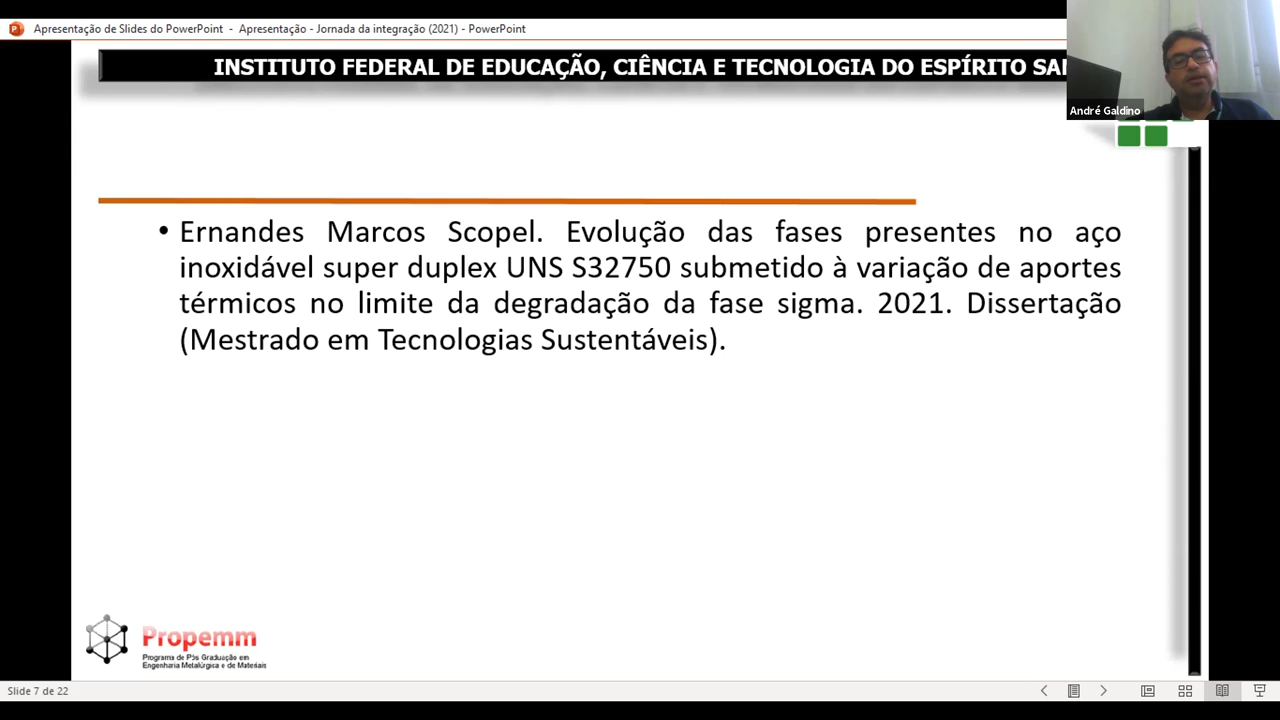 Apresentação de Slides do PowerPoint - Apresentação - Jornada da integração (2021) - PowerPoint
INSTITUTO FEDERAL DE EDUCAÇÃO, CIÊNCIA E TECNOLOGIA DO ESPÍRITO SAN
André Galdino
• Ernandes Marcos Scopel. Evolução das fases presentes no aço
inoxidável super duplex UNS S32750 submetido à variação de aportes
térmicos no limite da degradação da fase sigma. 2021. Dissertação
(Mestrado em Tecnologias Sustentáveis).
Propemm
Programa de Pós Graduação em
Engenharia Metalúrgica e de Materiais
Slide 7 de 22